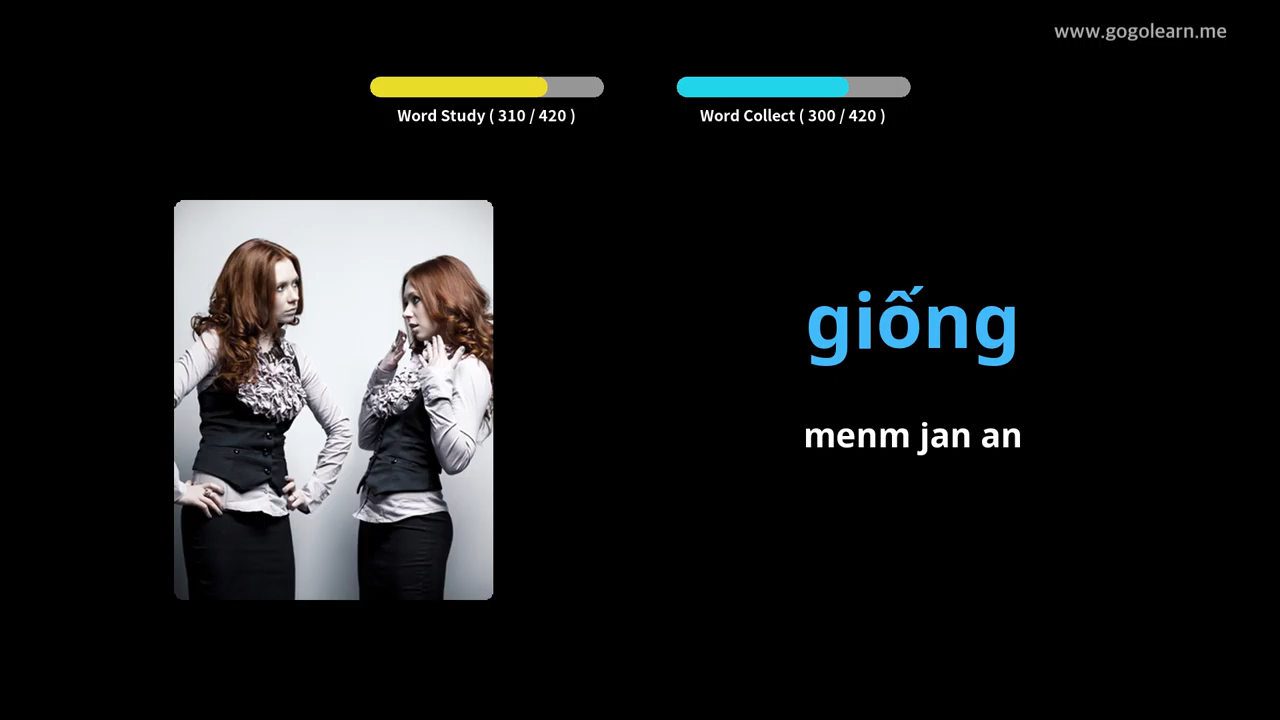 www.gogolearn.me
Word Study ( 310 / 420 )
Word Collect ( 300 / 420 )
giống
menm jan an